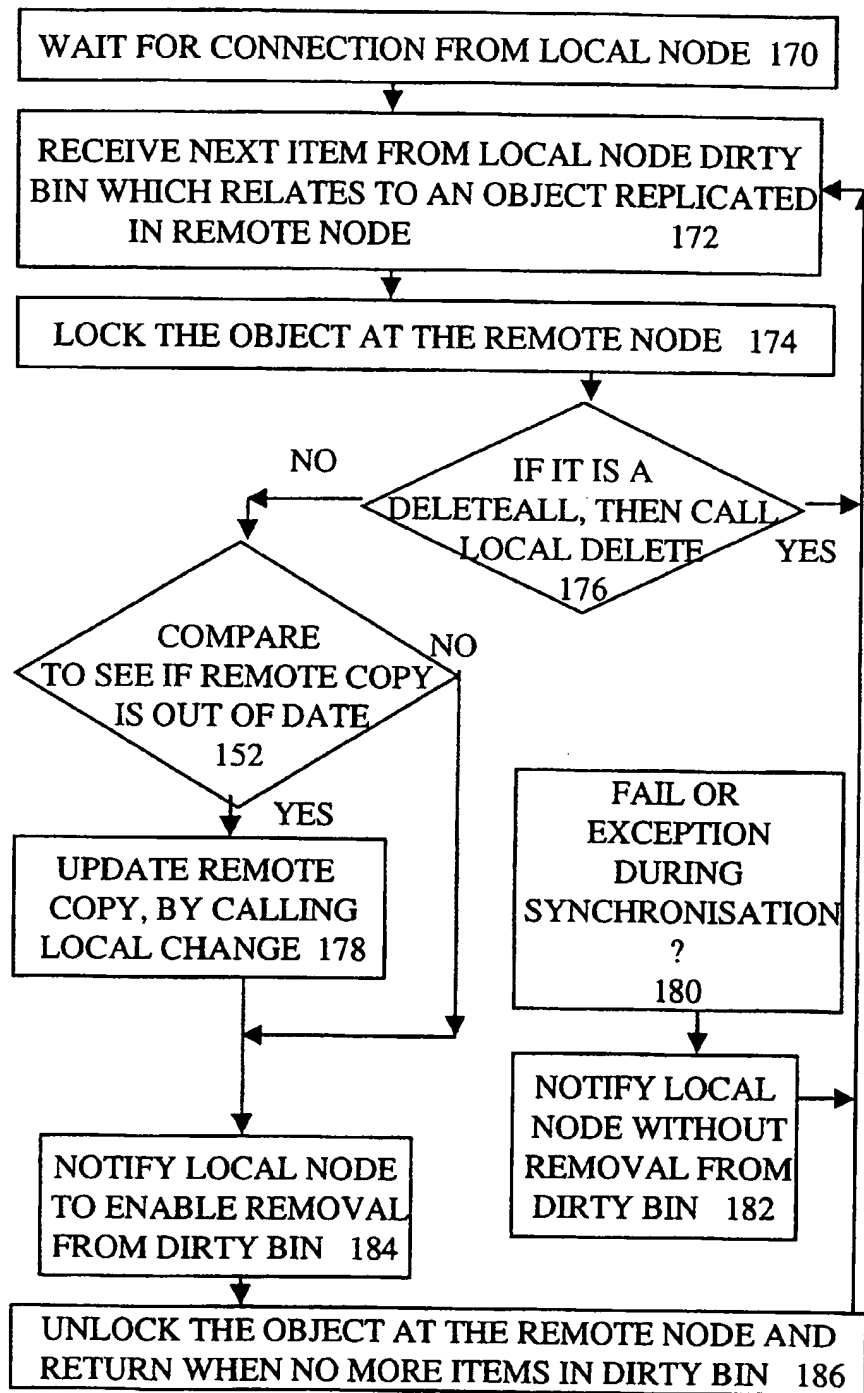 WAIT FOR CONNECTION FROM LOCAL NODE 170
RECEIVE NEXT ITEM FROM LOCAL NODE DIRTY
BIN WHICH RELATES TO AN OBJECT REPLICATED
IN REMOTE NODE 172
LOCK THE OBJECT AT THE REMOTE NODE 174
NO
IF IT IS A
DELETEALL, THEN CALL
LOCAL DELETE
176
YES
COMPARE
TO SEE IF REMOTE COPY
IS OUT OF DATE
152
NO
YES
UPDATE REMOTE
COPY, BY CALLING
LOCAL CHANGE 178
FAIL OR
EXCEPTION
DURING
SYNCHRONISATION
?
180
NOTIFY LOCAL
NODE WITHOUT
REMOVAL FROM
DIRTY BIN 182
NOTIFY LOCAL NODE
TO ENABLE REMOVAL
FROM DIRTY BIN 184
UNLOCK THE OBJECT AT THE REMOTE NODE AND
RETURN WHEN NO MORE ITEMS IN DIRTY BIN 186